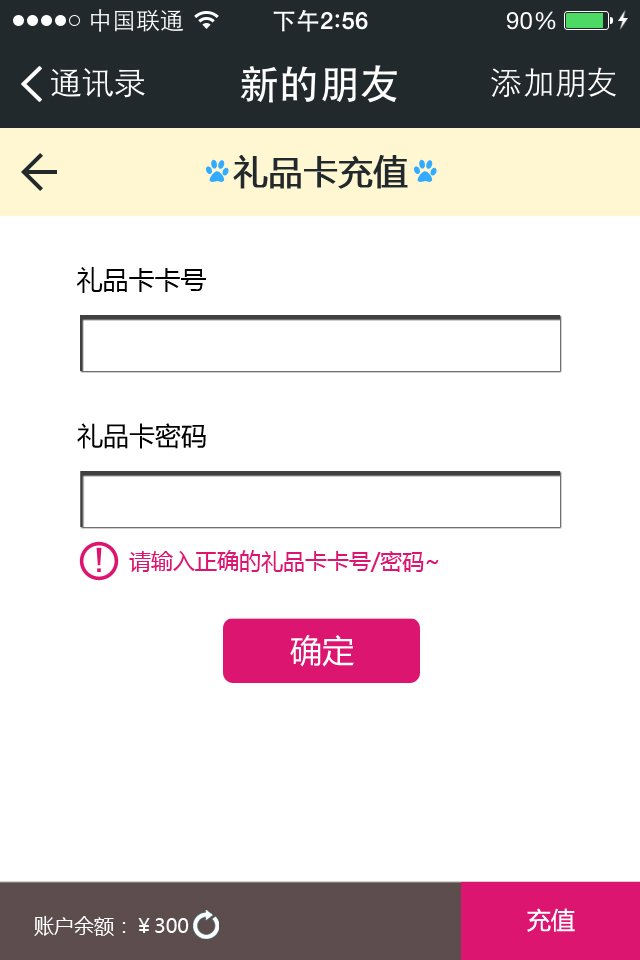 中国联通 下午2:56 90%
通讯录 新的朋友 添加朋友
礼品卡充值
礼品卡卡号
礼品卡密码
请输入正确的礼品卡卡号/密码~
确定
账户余额：¥300 充值